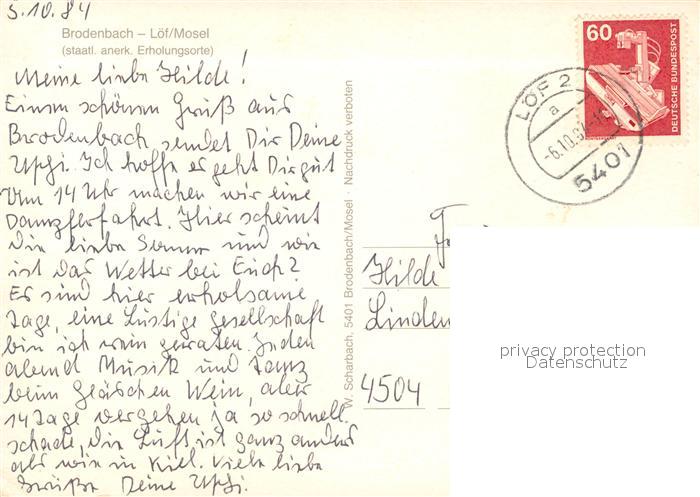 5.10.84
Brodenbach – Löf/Mosel
(staatl. anerk. Erholungsorte)
Meine liebe Hilde!
Einen schönen Gruß aus
Brodenbach sendet Dir Deine
Uschi. Ich hoffe es geht Dir gut
Um 14 Uhr machen wir eine
Dampferfahrt. Hier scheint
die liebe Sonne und wie
ist das Wetter bei Euch?
Es sind hier erholsame
Tage, eine lustige Gesellschaft
bin ich rein geraten. Jeden
abend Musik und Tanz
beim Gläschen Wein, aber
14 Tage vergehen ja so schnell.
schade, die Luft ist ganz anders
als wie in Kiel. Viele liebe
Grüße Deine Uschi.
W. Scharbach, 5401 Brodenbach/Mosel · Nachdruck verboten
60
DEUTSCHE BUNDESPOST
LÖF 2
a
-6.10.8
5401
Hilde
Linden
4504
privacy protection
Datenschutz